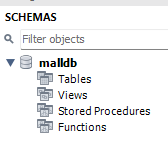 SCHEMAS
Filter objects
malldb
Tables
Views
Stored Procedures
Functions